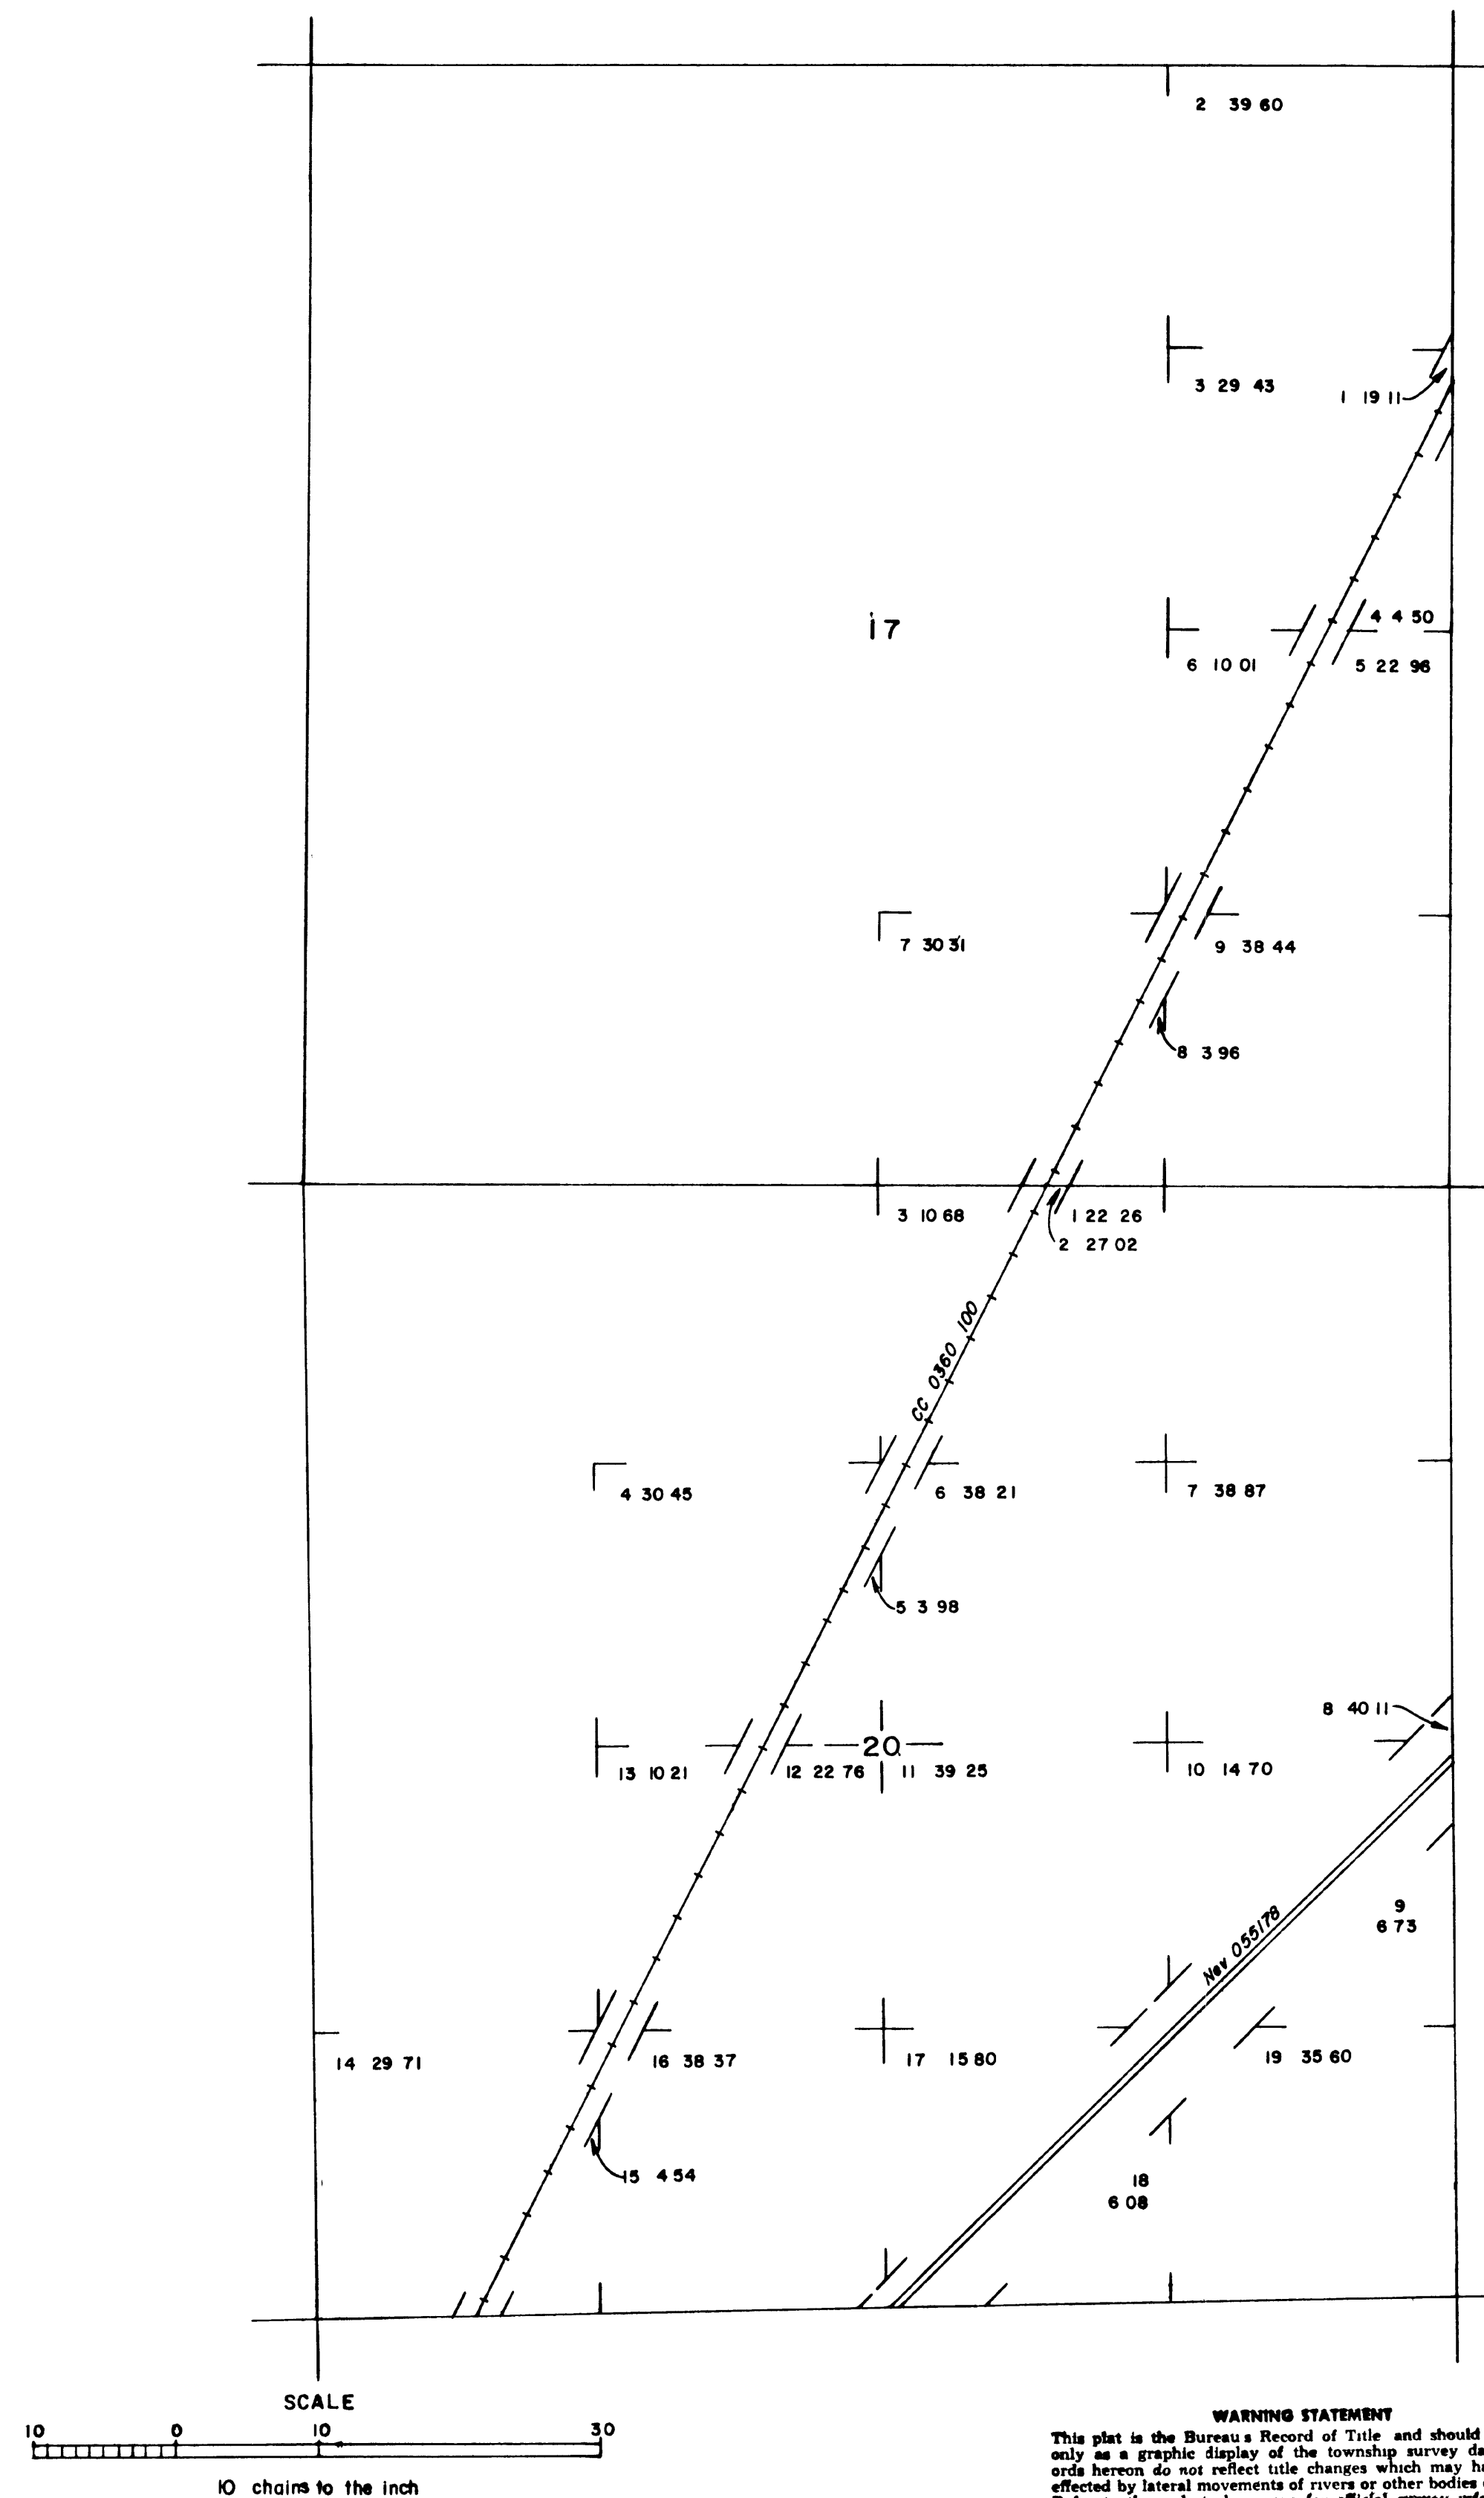 2 39 60
3 29 43
1 19 11
17
4 4 50
6 10 01
5 22 96
7 30 31
9 38 44
8 3 96
3 10 68
1 22 26
2 27 02
CC 0360 100
4 30 45
6 38 21
7 38 87
5 3 98
8 40 11
20
13 10 21
12 22 76
11 39 25
10 14 70
9
6 73
Nev 055178
14 29 71
16 38 37
17 15 80
19 35 60
15 4 54
18
6 08
SCALE
10 0 10 30
10 chains to the inch
WARNING STATEMENT
This plat is the Bureau s Record of Title and should
only as a graphic display of the township survey da
ords hereon do not reflect title changes which may h
effected by lateral movements of rivers or other bodies